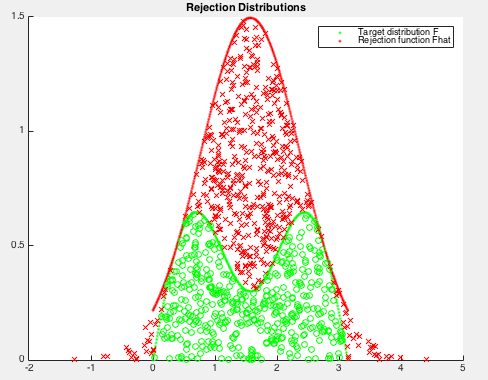 Rejection Distributions
1.5
Target distribution F
Rejection function Fhat
1
0.5
0
-2 -1 0 1 2 3 4 5